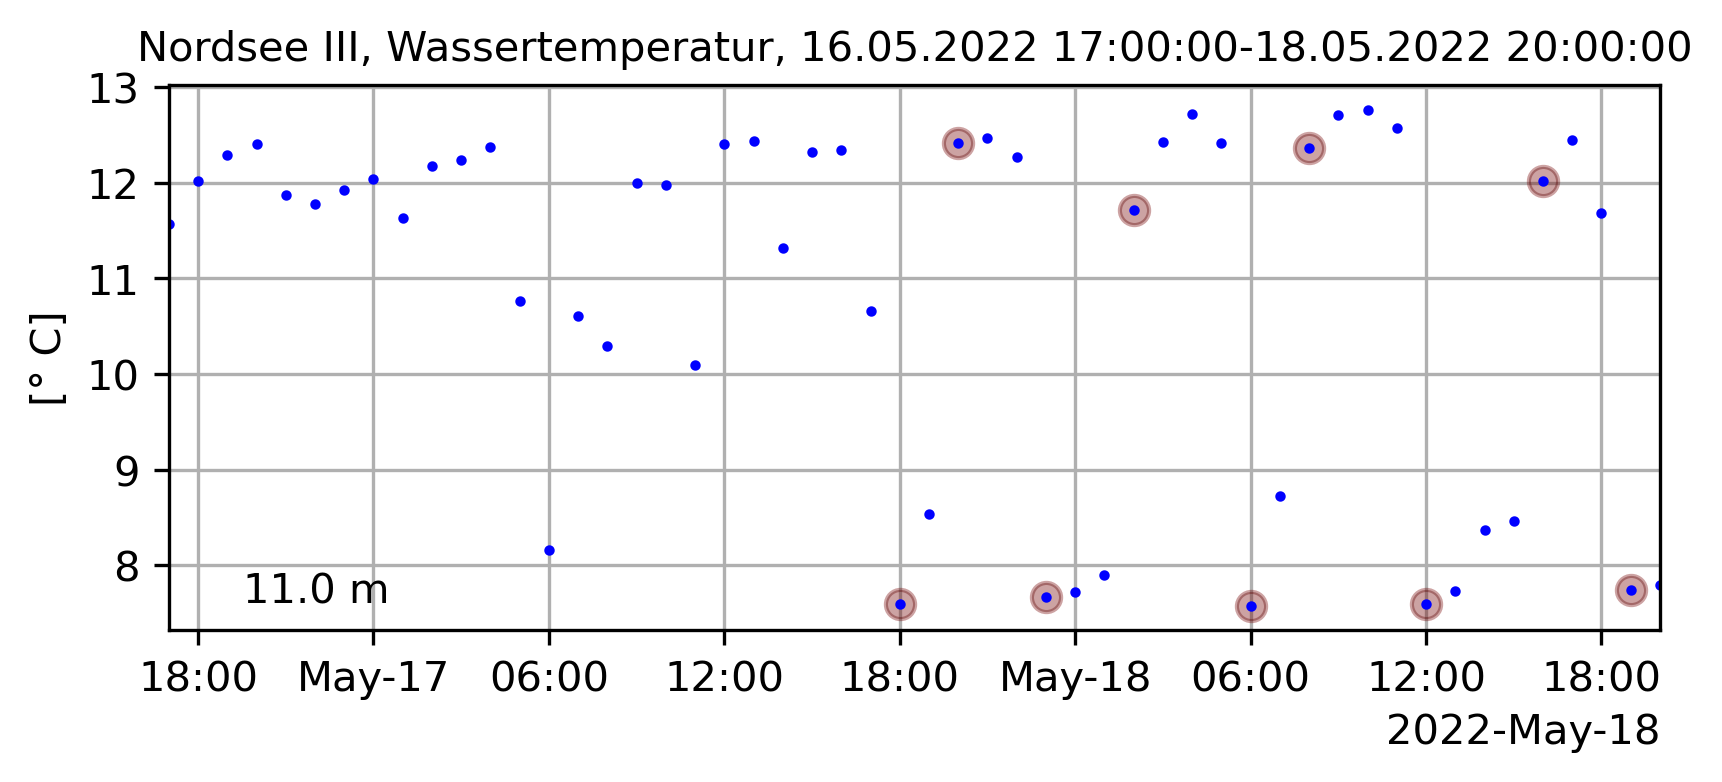 Nordsee III, Wassertemperatur, 16.05.2022 17:00:00-18.05.2022 20:00:00
13
12
11
10
9
8
[° C]
11.0 m
18:00 May-17 06:00 12:00 18:00 May-18 06:00 12:00 18:00
2022-May-18